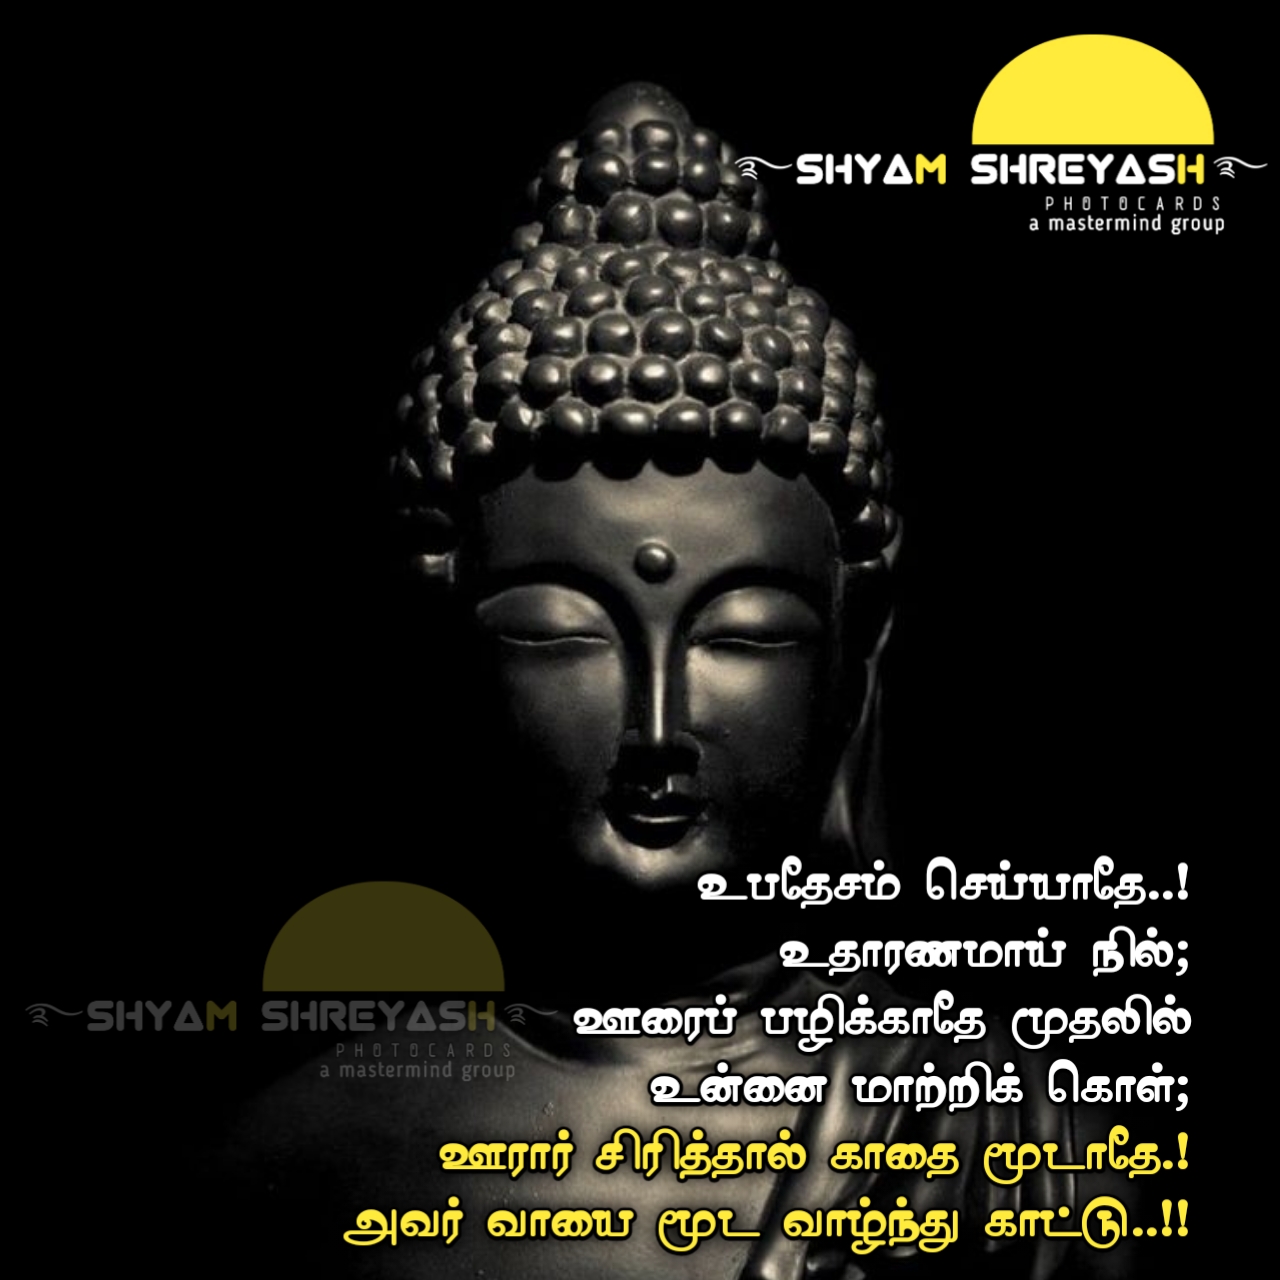 SHYAM SHREYASH
PHOTOCARDS
a mastermind group
உபதேசம் செய்யாதே..!
உதாரணமாய் நில்;
ஊரைப் பழிக்காதே முதலில்
உன்னை மாற்றிக் கொள்;
ஊரார் சிரித்தால் காதை மூடாதே.!
அவர் வாயை மூட வாழ்ந்து காட்டு..!!
SHYAM SHREYASH
PHOTOCARDS
a mastermind group